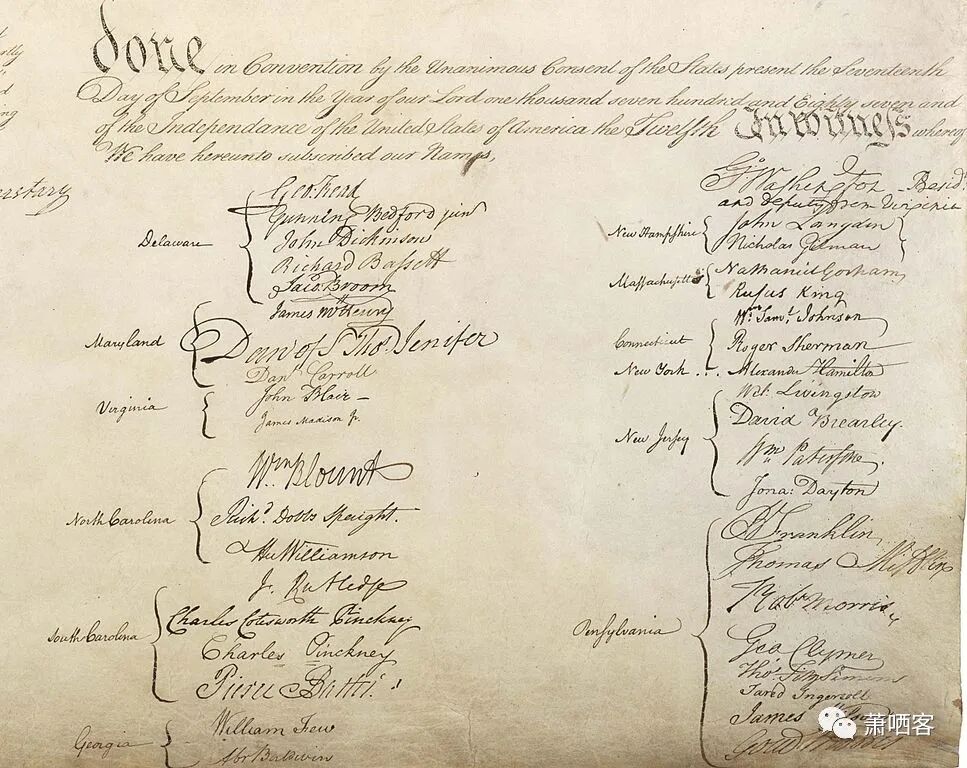 done in Convention by the Unanimous Consent of the States present the Seventeenth
Day of September in the Year of our Lord one thousand seven hundred and Eighty seven and
of the Independance of the United States of America the Twelfth In witness whereof
We have hereunto subscribed our Names,
Delaware
Geo: Read
Gunning Bedford jun
John Dickinson
Richard Bassett
Jaco: Broom
Maryland
James McHenry
Dan of St Thos. Jenifer
Danl Carroll
Virginia
John Blair—
James Madison Jr.
North Carolina
Wm Blount
Richd. Dobbs Spaight.
Hu Williamson
South Carolina
J. Rutledge
Charles Cotesworth Pinckney
Charles Pinckney
Pierce Butler.
Georgia
William Few
Abr Baldwin
Go. Washington—Presidt.
and deputy from Virginia
New Hampshire
John Langdon
Nicholas Gilman
Massachusetts
Nathaniel Gorham
Rufus King
Connecticut
Wm. Saml. Johnson
Roger Sherman
New York . . .
Alexander Hamilton
New Jersey
Wil: Livingston
David Brearley.
Wm Paterson.
Jona: Dayton
Pensylvania
B Franklin
Thomas Mifflin
Robt Morris
Geo. Clymer
Thos. FitzSimons
Jared Ingersoll
James Wilson
Gouv Morris
erstary
萧哂客